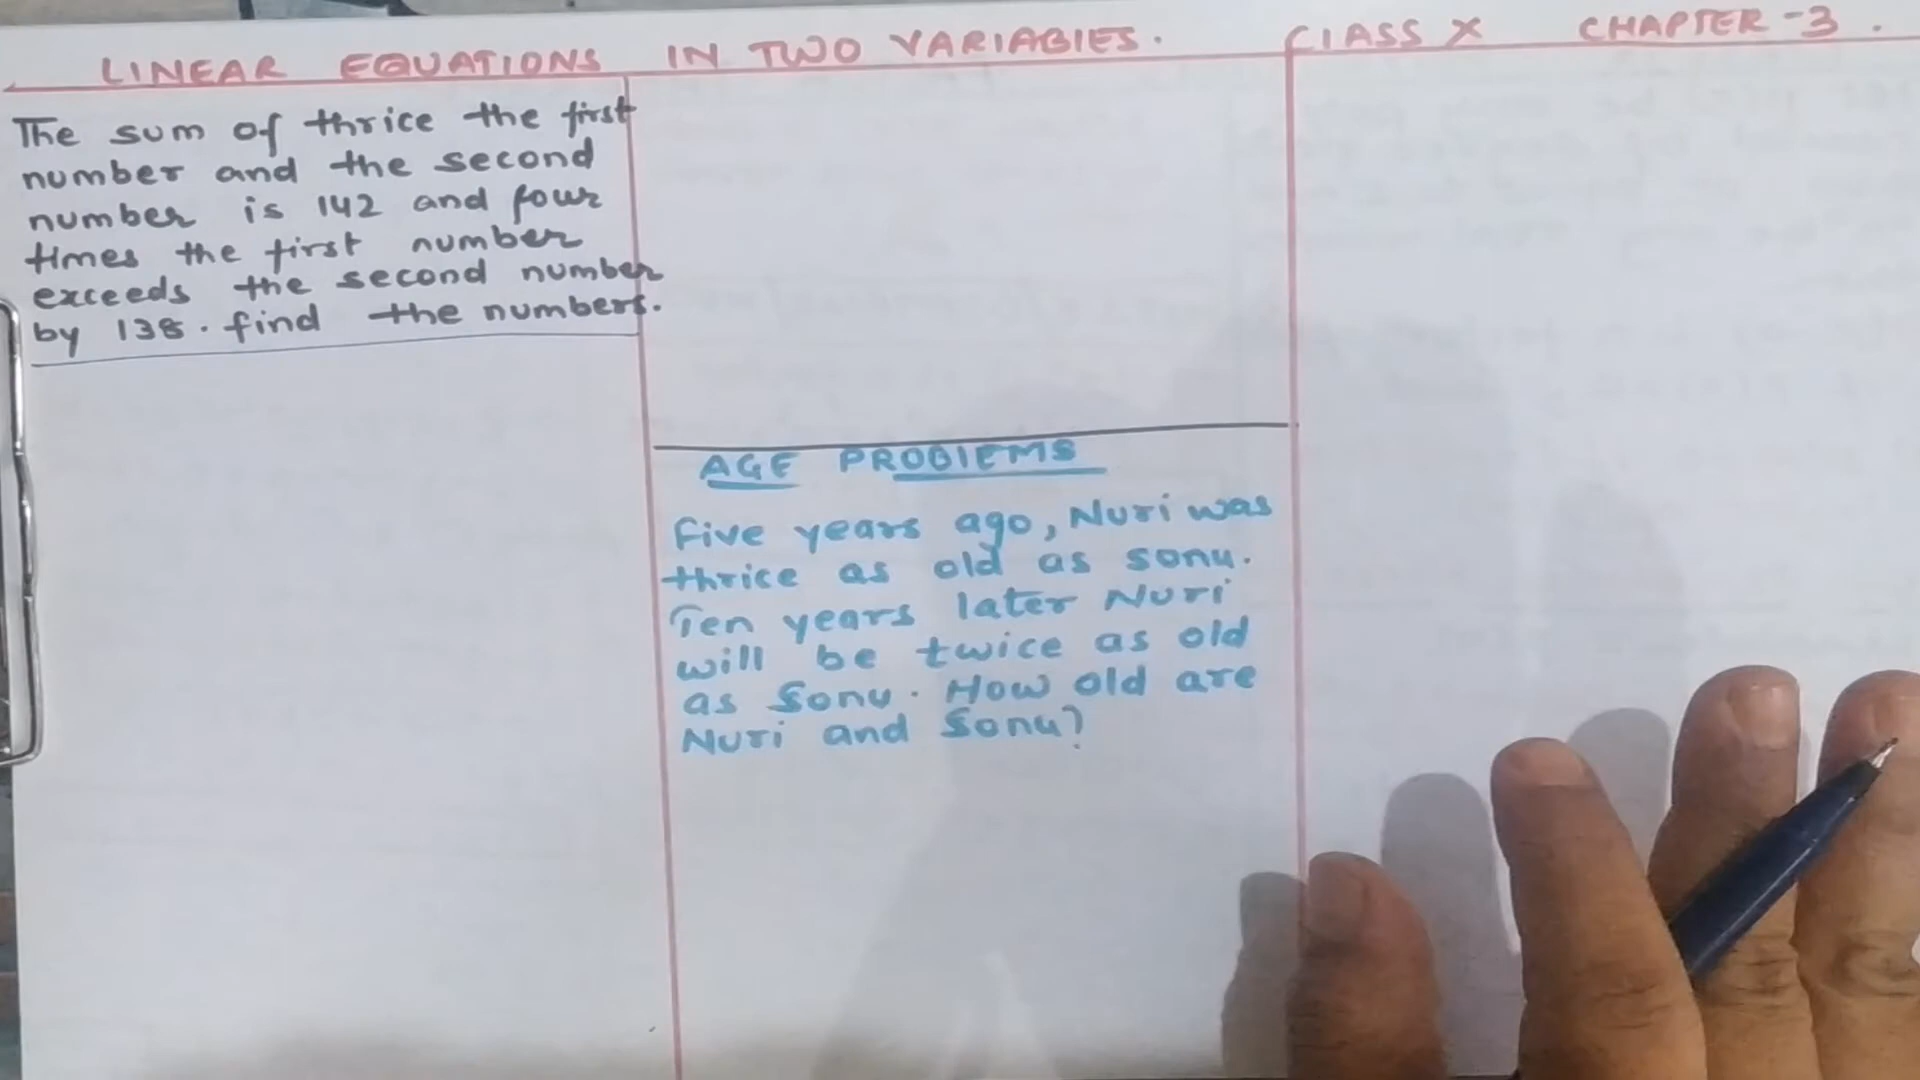 LINEAR EQUATIONS IN TWO VARIABLES. CLASS X CHAPTER-3.
The sum of thrice the first
number and the second
number is 142 and four
times the first number
exceeds the second number
by 138. find the numbers.
AGE PROBLEMS
Five years ago, Nuri was
thrice as old as sonu.
Ten years later Nuri
will be twice as old
as Sonu. How old are
Nuri and Sonu?